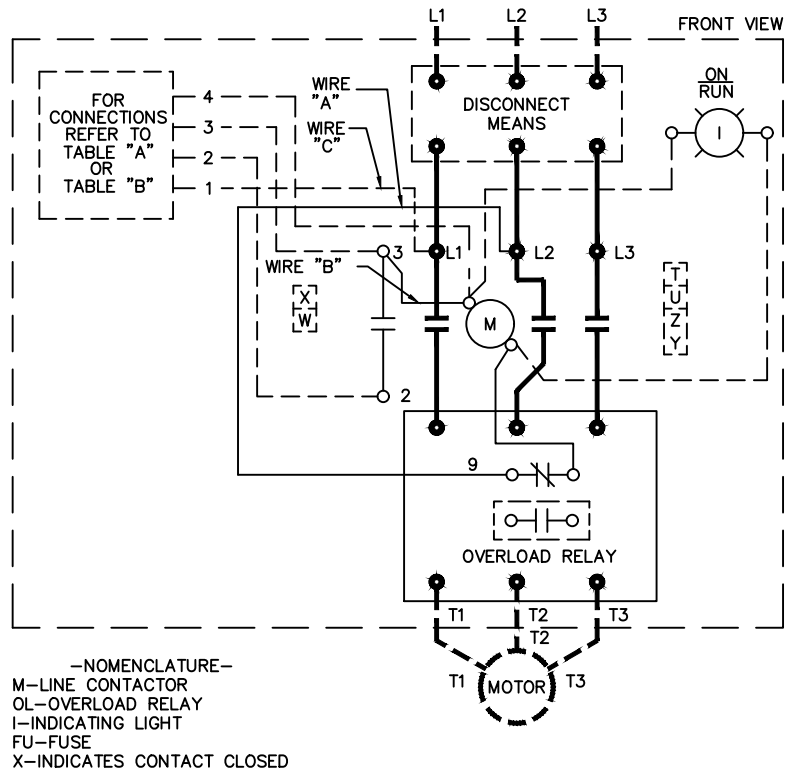 L1 L2 L3
FRONT VIEW
FOR
CONNECTIONS
REFER TO
TABLE "A"
OR
TABLE "B"
4
3
2
1
WIRE
"A"
WIRE
"C"
DISCONNECT
MEANS
ON
RUN
I
3
L1
L2
L3
WIRE "B"
X
W
M
T
U
Z
Y
2
9
OVERLOAD RELAY
T1 T2 T3
T2
T1
MOTOR
T3
-NOMENCLATURE-
M-LINE CONTACTOR
OL-OVERLOAD RELAY
I-INDICATING LIGHT
FU-FUSE
X-INDICATES CONTACT CLOSED